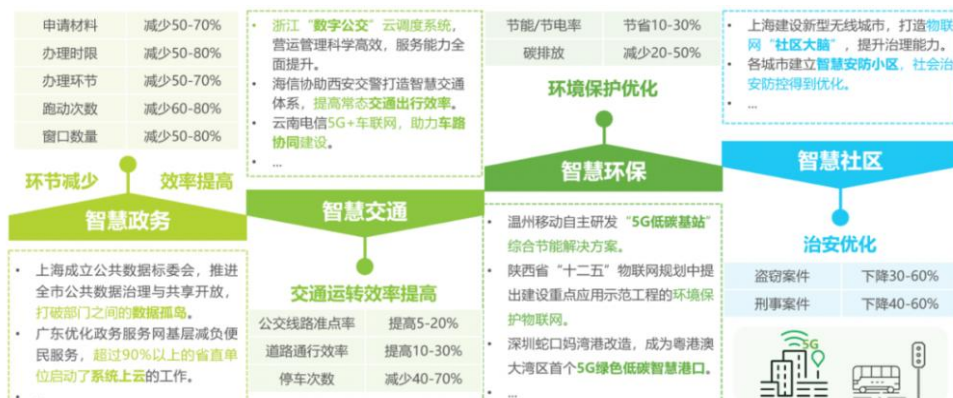 申请材料 减少50-70%
办理时限 减少50-80%
办理环节 减少50-70%
跑动次数 减少60-80%
窗口数量 减少50-80%
环节减少 效率提高
智慧政务
• 上海成立公共数据标委会，推进
全市公共数据治理与共享开放，
打破部门之间的数据孤岛。
• 广东优化政务服务网基层减负便
民服务，超过90%以上的省直单
位启动了系统上云的工作。
• 浙江“数字公交”云调度系统，
营运管理科学高效，服务能力全
面提升。
• 海信协助西安交警打造智慧交通
体系，提高常态交通出行效率。
• 云南电信5G+车联网，助力车路
协同建设。
• ...
智慧交通
交通运转效率提高
公交线路准点率 提高5-20%
道路通行效率 提高10-30%
停车次数 减少40-70%
节能/节电率 节省10-30%
碳排放 减少20-50%
环境保护优化
智慧环保
• 温州移动自主研发“5G低碳基站”
综合节能解决方案。
• 陕西省“十二五”物联网规划中提
出建设重点应用示范工程的环境保
护物联网。
• 深圳蛇口妈湾港改造，成为粤港澳
大湾区首个5G绿色低碳智慧港口。
• ...
• 上海建设新型无线城市，打造物联
网“社区大脑”，提升治理能力。
• 各城市建立智慧安防小区，社会治
安防控得到优化。
• ...
智慧社区
治安优化
盗窃案件 下降30-60%
刑事案件 下降40-60%
5G